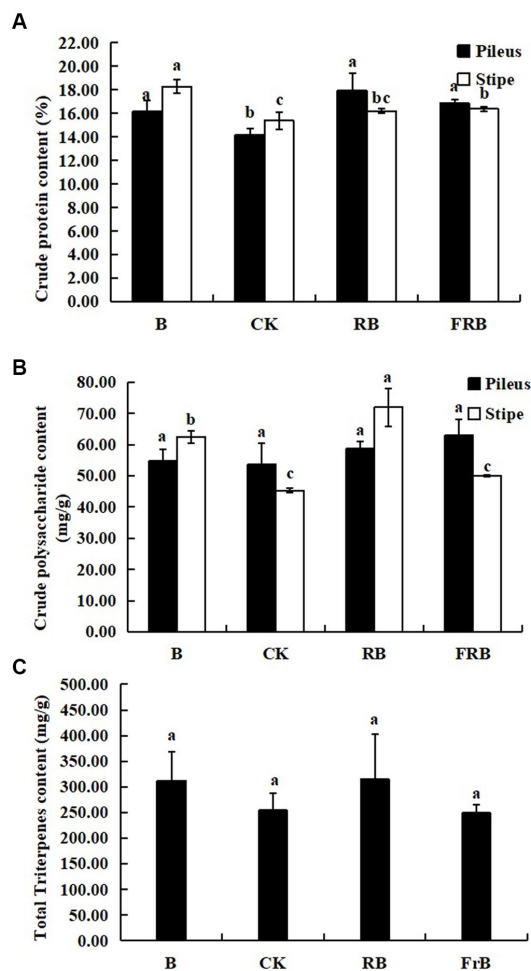 A
Crude protein content (%)
22.00
20.00
18.00
16.00
14.00
12.00
10.00
8.00
6.00
4.00
2.00
0.00
Pileus
Stipe
a
a
b
c
a
bc
a
b
B
CK
RB
FRB
B
Crude polysaccharide content
(mg/g)
80.00
70.00
60.00
50.00
40.00
30.00
20.00
10.00
0.00
Pileus
Stipe
a
b
a
c
a
a
a
c
B
CK
RB
FRB
C
Total Triterpenes content (mg/g)
500.00
450.00
400.00
350.00
300.00
250.00
200.00
150.00
100.00
50.00
0.00
a
a
a
a
B
CK
RB
FrB